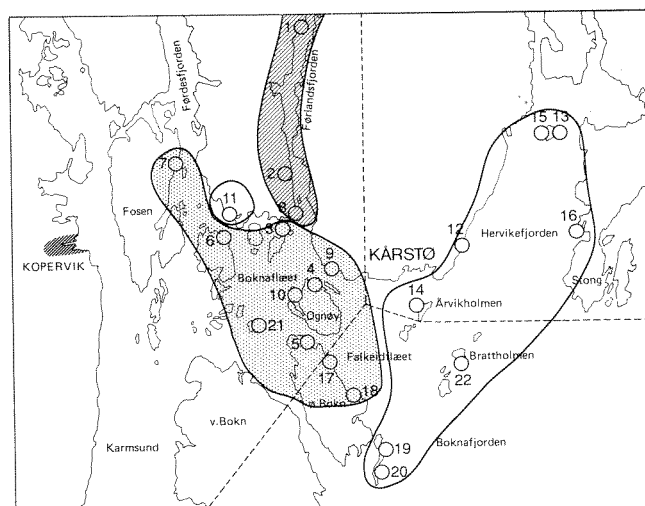 1
Førdesfjorden
Førlandsfjorden
15 13
7
2
Fosen
11
8
3
16
6
12
Hervikefjorden
KÅRSTØ
KOPERVIK
9
Boknaflæet
4
Stong
10
14
Årvikholmen
Ognøy
21
5
Falkeidflæet
Brattholmen
17
22
18
ø.Bokn
v.Bokn
Karmsund
19
Boknafjorden
20